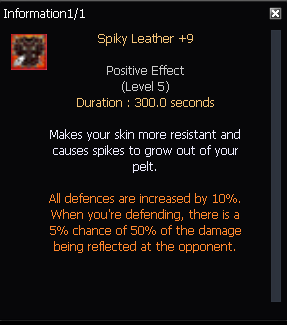 Information1/1
Spiky Leather +9
Positive Effect
(Level 5)
Duration : 300.0 seconds
Makes your skin more resistant and
causes spikes to grow out of your
pelt.
All defences are increased by 10%.
When you're defending, there is a
5% chance of 50% of the damage
being reflected at the opponent.